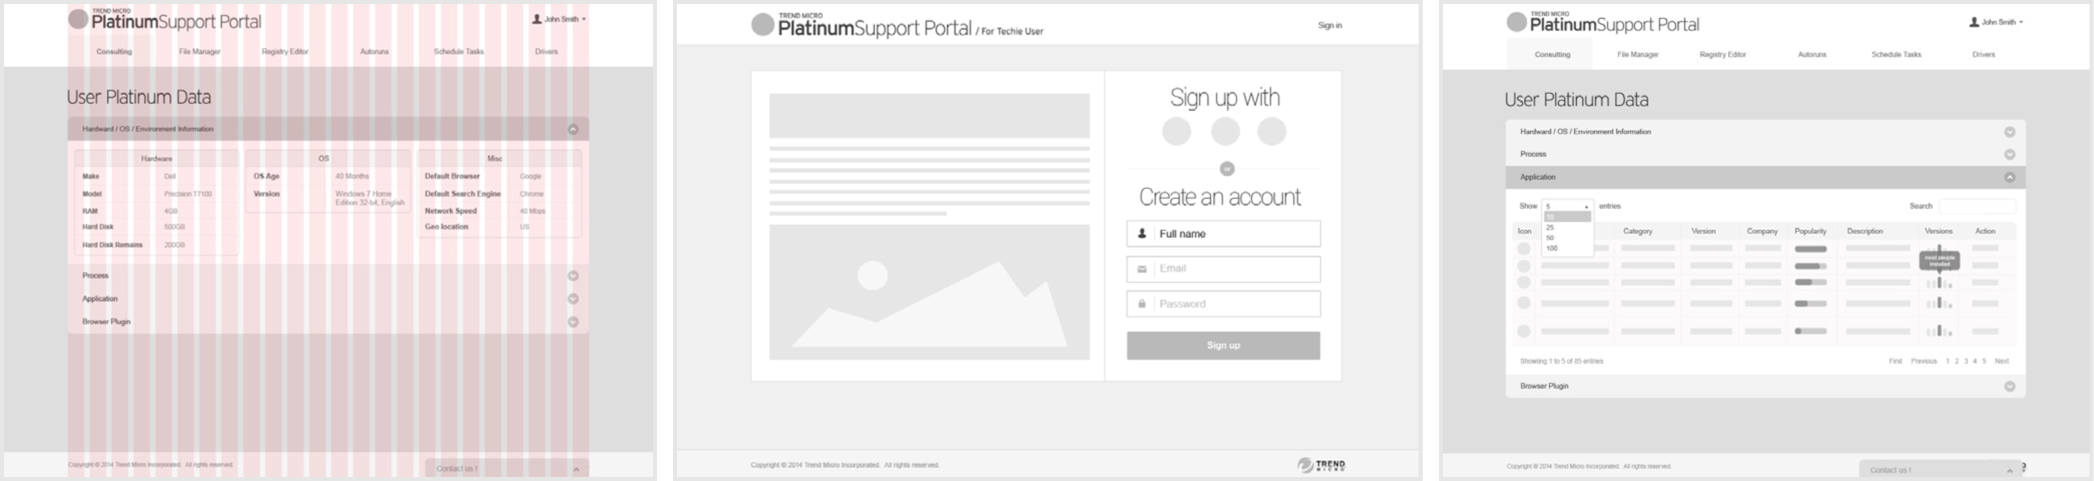 TREND MICRO
PlatinumSupport Portal
John Smith
Consulting File Manager Registry Editor Autoruns Schedule Tasks Drivers
User Platinum Data
Hardware / OS / Environment Information
Hardware OS Misc
Make Dell OS Age 40 Months Default Browser Google
Model Precision T7100 Version Windows 7 Home Default Search Engine Chrome
Edition 32-bit, English
RAM 4GB Network Speed 40 Mbps
Hard Disk 500GB Geo location US
Hard Disk Remains 200GB
Process
Application
Browser Plugin
Copyright © 2014 Trend Micro Incorporated. All rights reserved.
Contact us !
TREND MICRO
PlatinumSupport Portal / For Techie User
Sign in
Sign up with
or
Create an account
Full name
Email
Password
Sign up
Copyright © 2014 Trend Micro Incorporated. All rights reserved.
TREND
MICRO
TREND MICRO
PlatinumSupport Portal
John Smith
Consulting File Manager Registry Editor Autoruns Schedule Tasks Drivers
User Platinum Data
Hardware / OS / Environment Information
Process
Application
Show 5 entries Search
10
25
50
100
Icon Category Version Company Popularity Description Versions Action
most people
installed
Showing 1 to 5 of 85 entries
First Previous 1 2 3 4 5 Next
Browser Plugin
Copyright © 2014 Trend Micro Incorporated. All rights reserved.
Contact us !